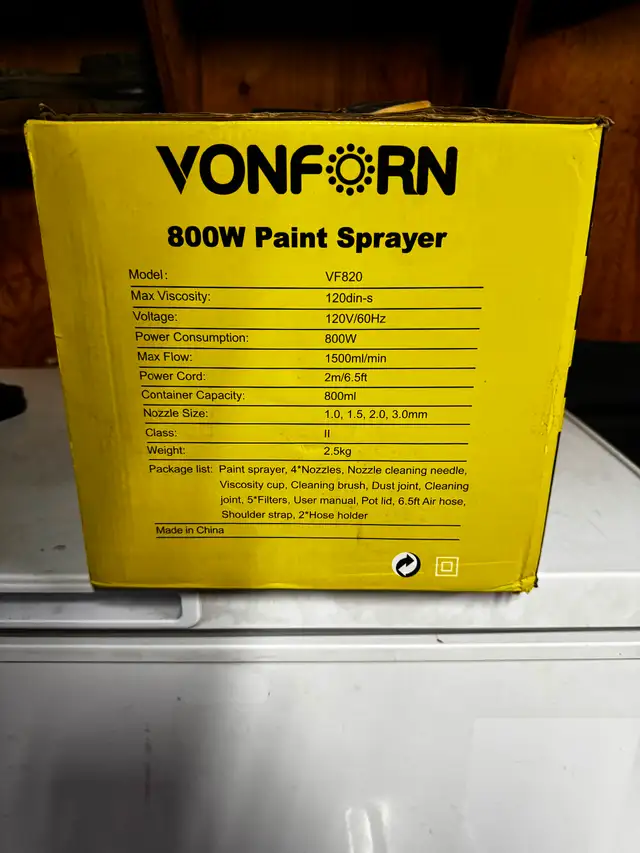 VONFORN
800W Paint Sprayer
Model: VF820
Max Viscosity: 120din-s
Voltage: 120V/60Hz
Power Consumption: 800W
Max Flow: 1500ml/min
Power Cord: 2m/6.5ft
Container Capacity: 800ml
Nozzle Size: 1.0, 1.5, 2.0, 3.0mm
Class: II
Weight: 2.5kg
Package list: Paint sprayer, 4*Nozzles, Nozzle cleaning needle,
Viscosity cup, Cleaning brush, Dust joint, Cleaning
joint, 5*Filters, User manual, Pot lid, 6.5ft Air hose,
Shoulder strap, 2*Hose holder
Made in China